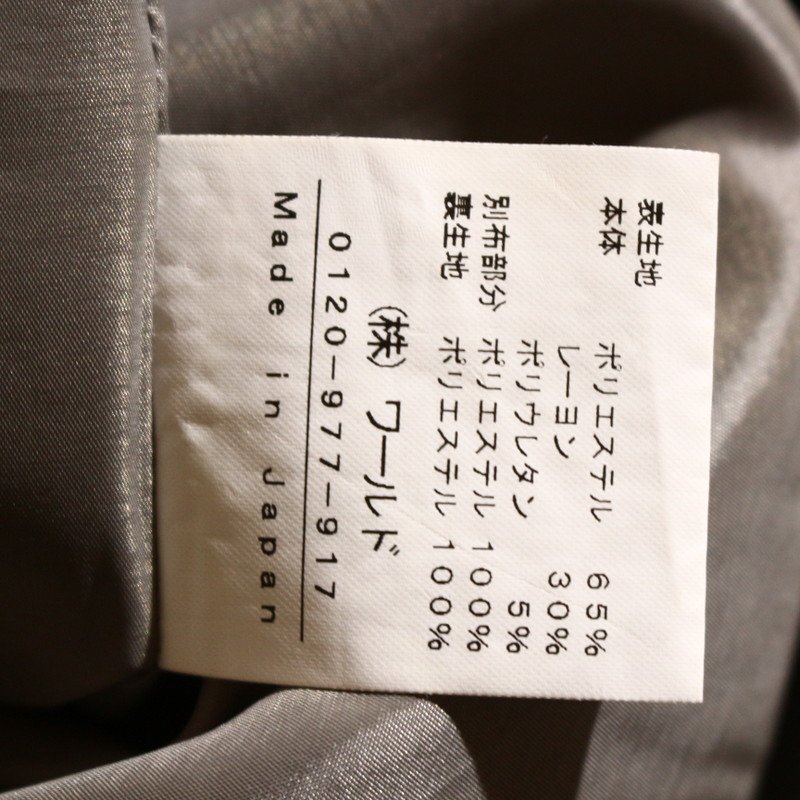 表生地
本体 ポリエステル 65%
レーヨン 30%
ポリウレタン 5%
別布部分 ポリエステル 100%
裏生地 ポリエステル 100%
(株)ワールド
0120-977-917
Made in Japan